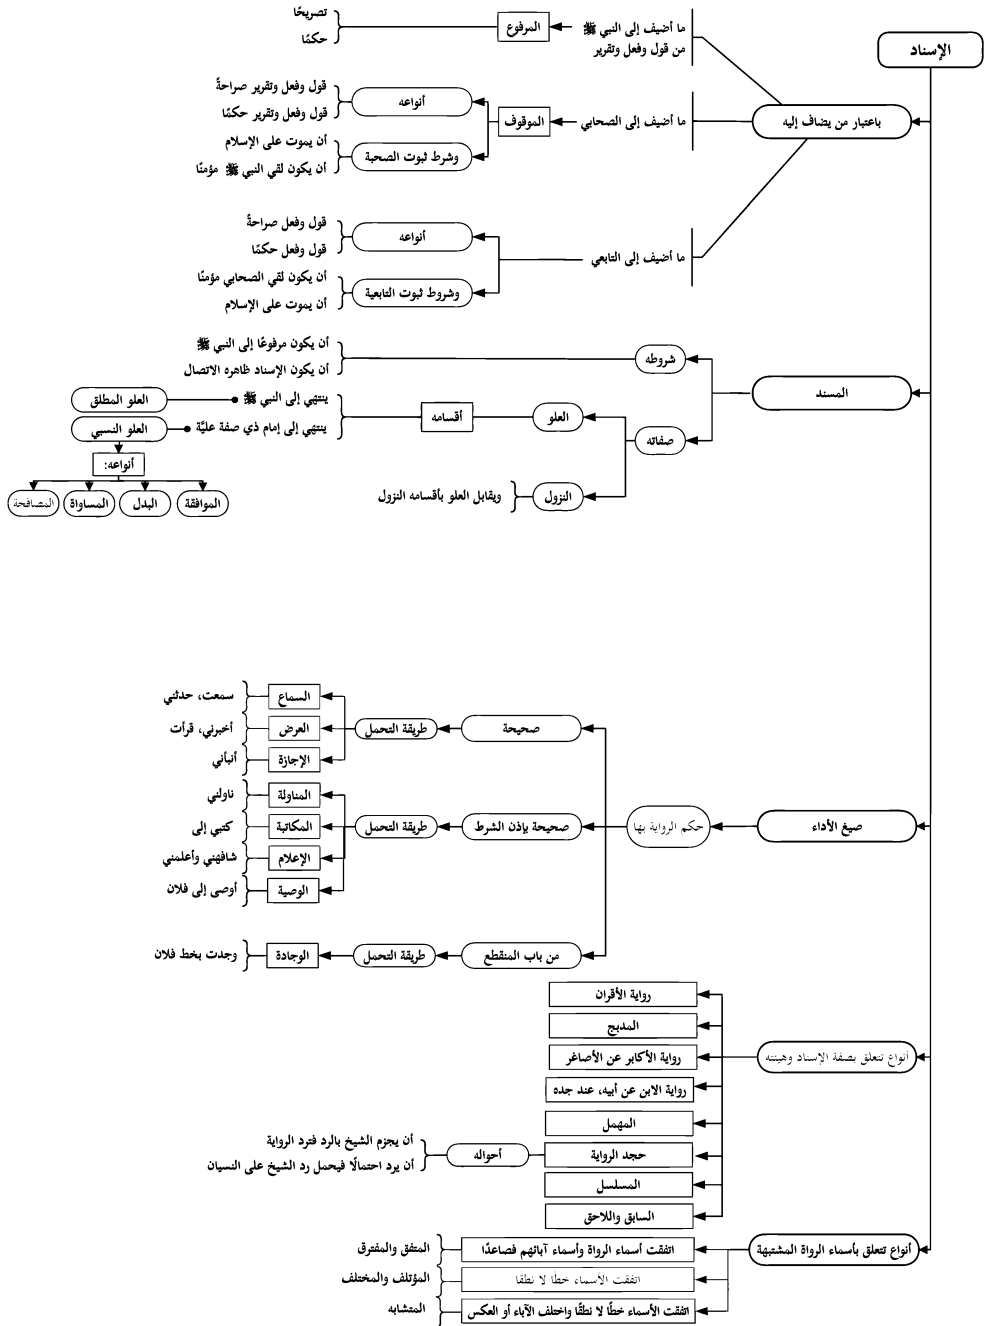 الإسناد
باعتبار من يضاف إليه
ما أضيف إلى النبي ﷺ
من قول وفعل وتقرير
المرفوع
تصريحًا
حكمًا
ما أضيف إلى الصحابي
الموقوف
أنواعه
قول وفعل وتقرير صراحةً
قول وفعل وتقرير حكمًا
وشرط ثبوت الصحبة
أن يموت على الإسلام
أن يكون لقي النبي ﷺ مؤمنًا
ما أضيف إلى التابعي
أنواعه
قول وفعل صراحةً
قول وفعل حكمًا
وشروط ثبوت التابعية
أن يكون لقي الصحابي مؤمنًا
أن يموت على الإسلام
المسند
شروطه
أن يكون مرفوعًا إلى النبي ﷺ
أن يكون الإسناد ظاهره الاتصال
صفاته
العلو
أقسامه
ينتهي إلى النبي ﷺ
العلو المطلق
ينتهي إلى إمام ذي صفة عليَّة
العلو النسبي
أنواعه:
الموافقة
البدل
المساواة
المصافحة
النزول
ويقابل العلو بأقسامه النزول
صيغ الأداء
حكم الرواية بها
صحيحة
طريقة التحمل
السماع
سمعت، حدثني
العرض
أخبرني، قرأت
الإجازة
أنبأني
صحيحة بإذن الشرط
طريقة التحمل
المناولة
ناولني
المكاتبة
كتبي إلى
الإعلام
شافهني وأعلمني
الوصية
أوصى إلى فلان
من باب المنقطع
طريقة التحمل
الوجادة
وجدت بخط فلان
أنواع تتعلق بصفة الإسناد وهيئته
رواية الأقران
المدبج
رواية الأكابر عن الأصاغر
رواية الابن عن أبيه، عند جده
المهمل
حجد الرواية
أحواله
أن يجزم الشيخ بالرد فترد الرواية
أن يرد احتمالًا فيحمل رد الشيخ على النسيان
المسلسل
السابق واللاحق
أنواع تتعلق بأسماء الرواة المشتبهة
اتفقت أسماء الرواة وأسماء آبائهم فصاعدًا
المتفق والمفترق
اتفقت الأسماء خطًا لا نطقًا
المؤتلف والمختلف
اتفقت الأسماء خطًا لا نطقًا واختلف الآباء أو العكس
المتشابه